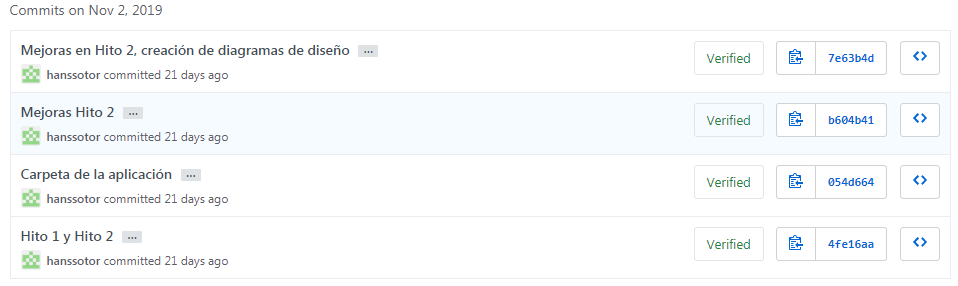 Commits on Nov 2, 2019
Mejoras en Hito 2, creación de diagramas de diseño ...
hanssotor committed 21 days ago
Verified
7e63b4d
Mejoras Hito 2 ...
hanssotor committed 21 days ago
Verified
b604b41
Carpeta de la aplicación ...
hanssotor committed 21 days ago
Verified
054d664
Hito 1 y Hito 2 ...
hanssotor committed 21 days ago
Verified
4fe16aa